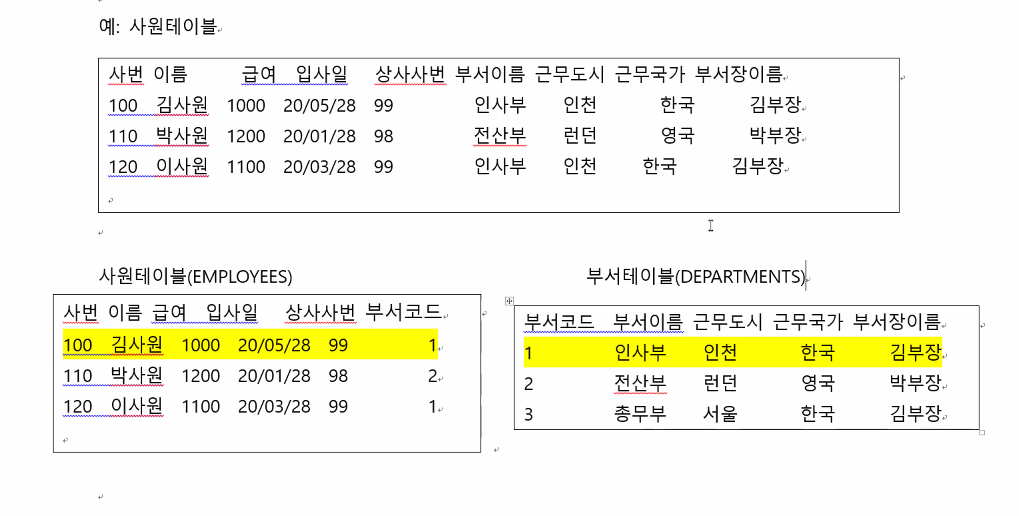 예: 사원테이블
사번 이름 급여 입사일 상사사번 부서이름 근무도시 근무국가 부서장이름
100 김사원 1000 20/05/28 99 인사부 인천 한국 김부장
110 박사원 1200 20/01/28 98 전산부 런던 영국 박부장
120 이사원 1100 20/03/28 99 인사부 인천 한국 김부장
사원테이블(EMPLOYEES)
사번 이름 급여 입사일 상사사번 부서코드
100 김사원 1000 20/05/28 99 1
110 박사원 1200 20/01/28 98 2
120 이사원 1100 20/03/28 99 1
부서테이블(DEPARTMENTS)
부서코드 부서이름 근무도시 근무국가 부서장이름
1 인사부 인천 한국 김부장
2 전산부 런던 영국 박부장
3 총무부 서울 한국 김부장